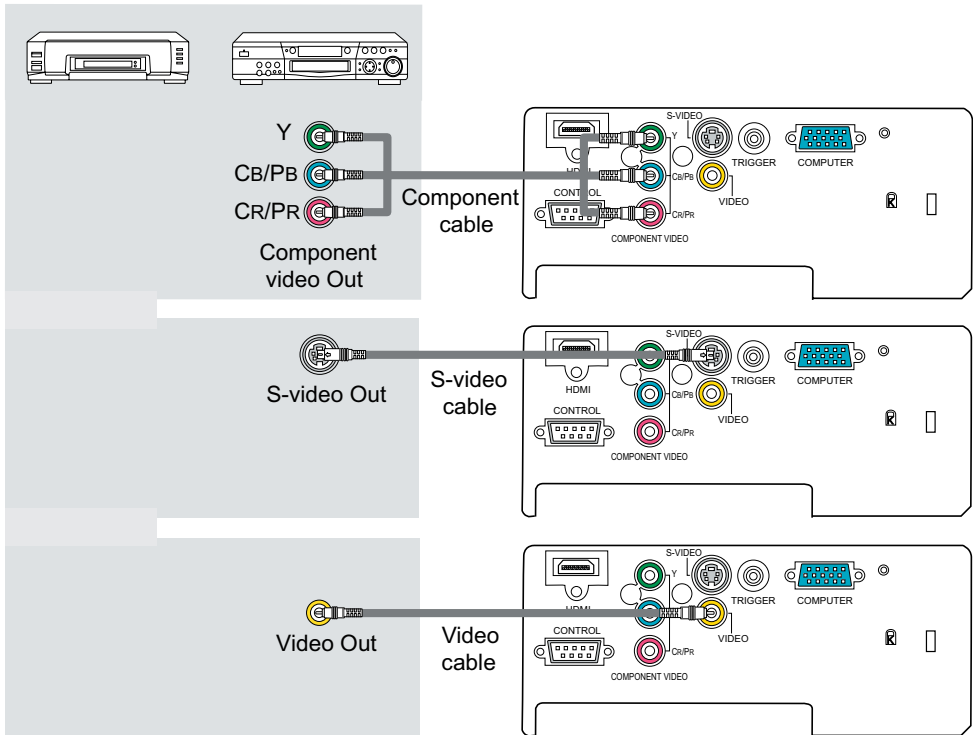 Y
CB/PB
CR/PR
Component
video Out
Component
cable
S-VIDEO
Y
HDMI
CB/PB
TRIGGER
COMPUTER
CONTROL
VIDEO
CR/PR
COMPONENT VIDEO
K
S-video Out
S-video
cable
S-VIDEO
HDMI
CB/PB
TRIGGER
COMPUTER
CONTROL
VIDEO
CR/PR
COMPONENT VIDEO
K
Video Out
Video
cable
S-VIDEO
Y
HDMI
TRIGGER
COMPUTER
CONTROL
VIDEO
CR/PR
COMPONENT VIDEO
K